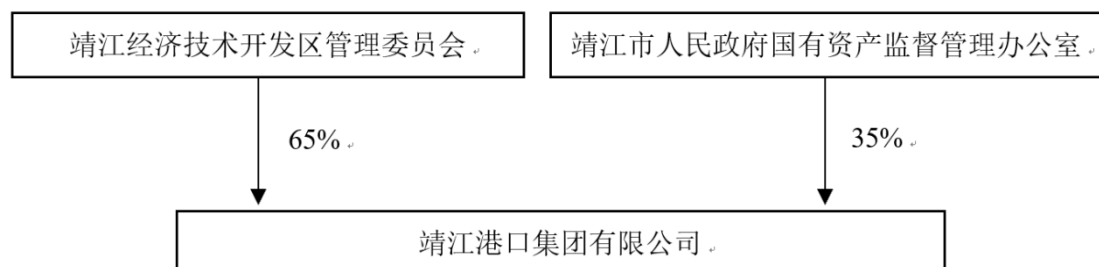 靖江经济技术开发区管理委员会
靖江市人民政府国有资产监督管理办公室
65%
35%
靖江港口集团有限公司